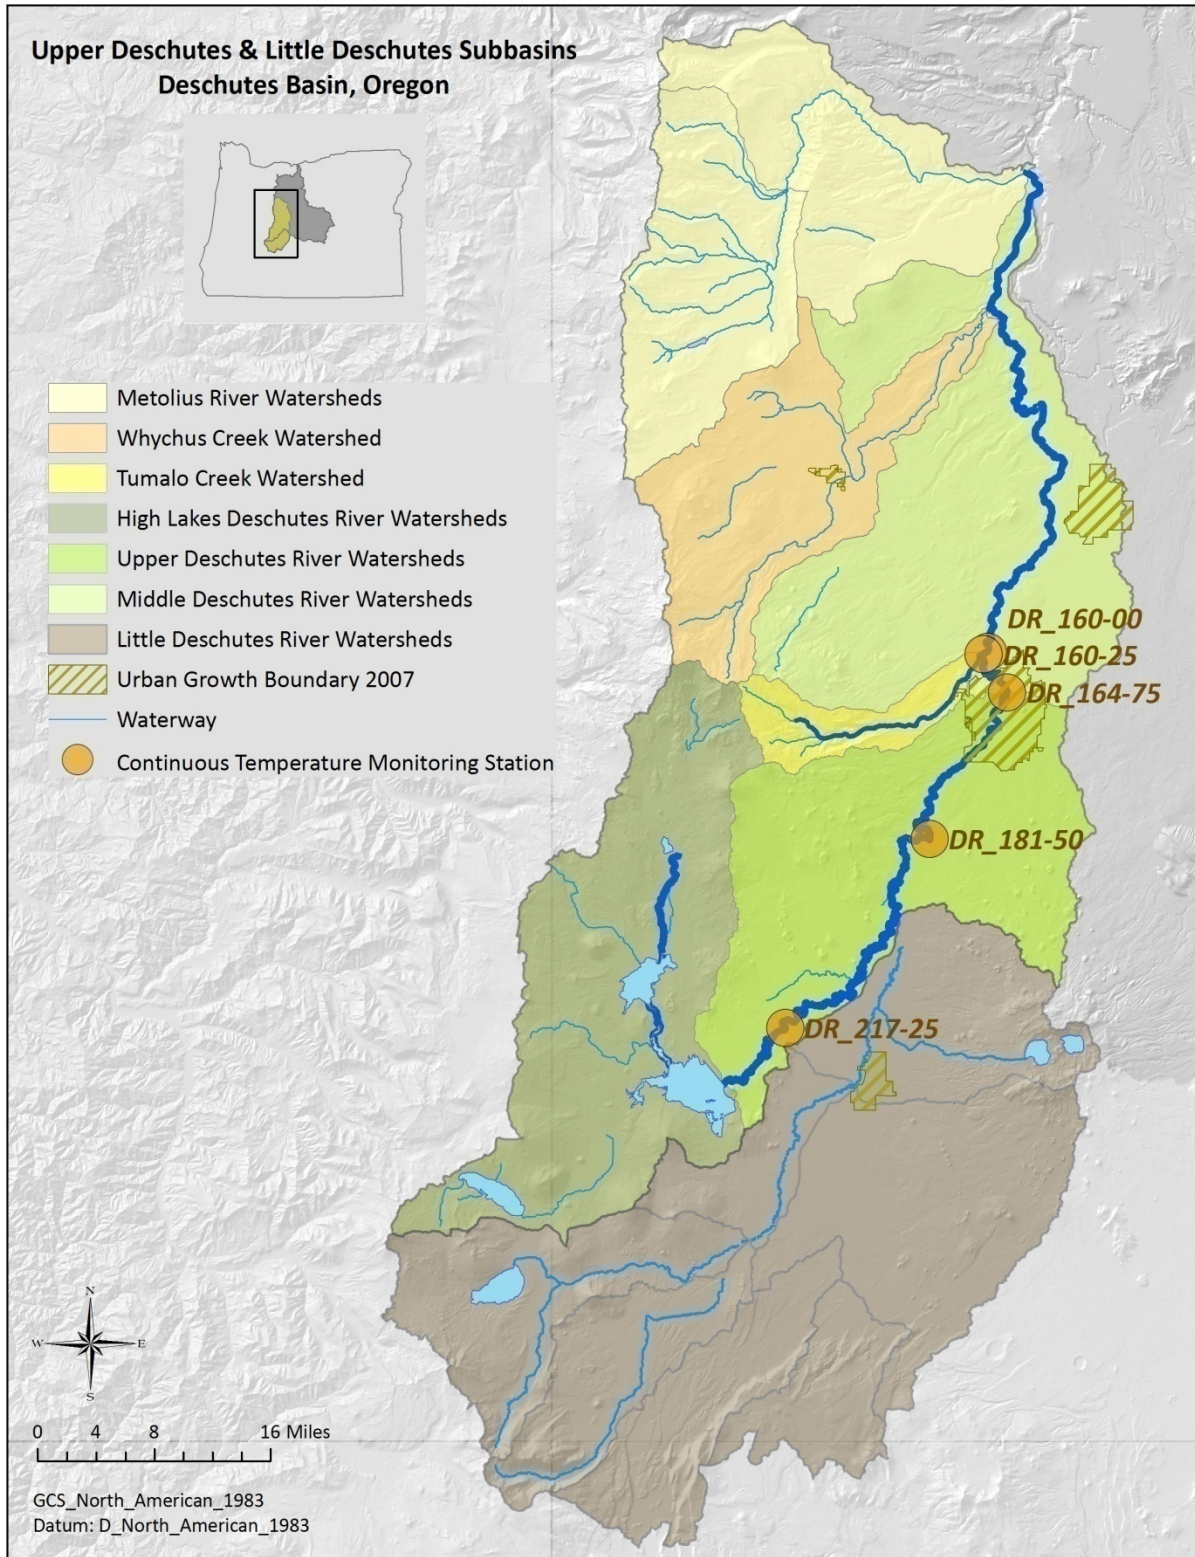 Upper Deschutes & Little Deschutes Subbasins
Deschutes Basin, Oregon
Metolius River Watersheds
Whychus Creek Watershed
Tumalo Creek Watershed
High Lakes Deschutes River Watersheds
Upper Deschutes River Watersheds
Middle Deschutes River Watersheds
Little Deschutes River Watersheds
Urban Growth Boundary 2007
Waterway
Continuous Temperature Monitoring Station
DR_160-00
DR_160-25
DR_164-75
DR_181-50
DR_217-25
N
W E
S
0 4 8 16 Miles
GCS_North_American_1983
Datum: D_North_American_1983